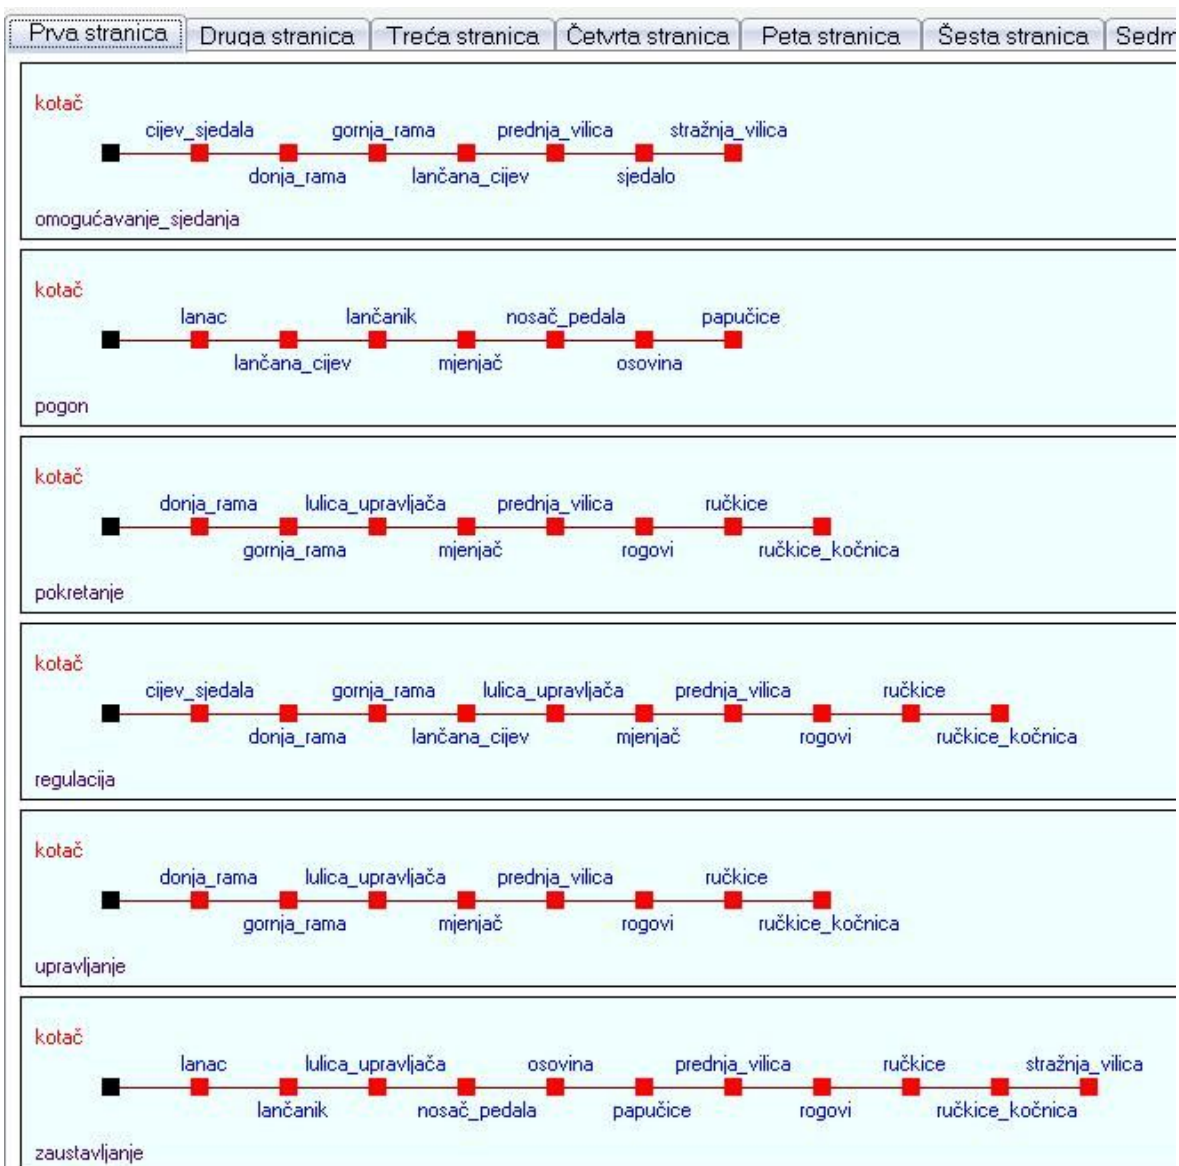 Prva stranica Druga stranica Treća stranica Četvrta stranica Peta stranica Šesta stranica Sedm
kotač
cijev_sjedala gornja_rama prednja_vilica stražnja_vilica
donja_rama lančana_cijev sjedalo
omogućavanje_sjedanja
kotač
lanac lančanik nosač_pedala papučice
lančana_cijev mjenjač osovina
pogon
kotač
donja_rama lulica_upravljača prednja_vilica ručkice
gornja_rama mjenjač rogovi ručkice_kočnica
pokretanje
kotač
cijev_sjedala gornja_rama lulica_upravljača prednja_vilica ručkice
donja_rama lančana_cijev mjenjač rogovi ručkice_kočnica
regulacija
kotač
donja_rama lulica_upravljača prednja_vilica ručkice
gornja_rama mjenjač rogovi ručkice_kočnica
upravljanje
kotač
lanac lulica_upravljača osovina prednja_vilica ručkice stražnja_vilica
lančanik nosač_pedala papučice rogovi ručkice_kočnica
zaustavljanje